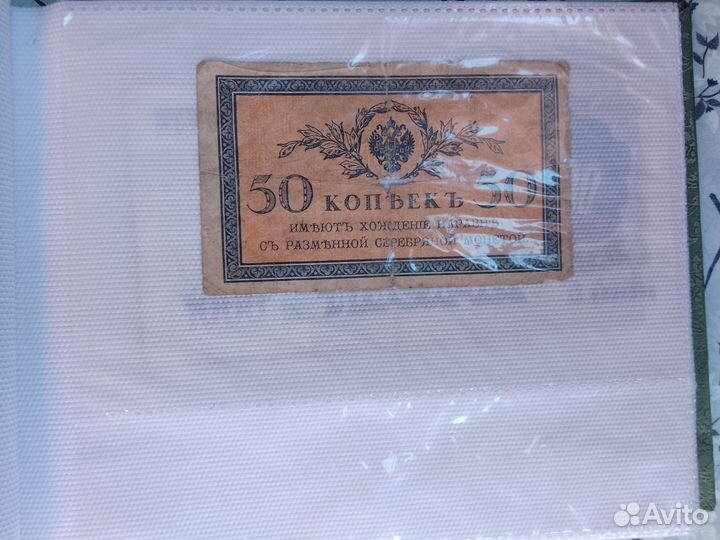 50 КОПѢЕКЪ 50
ИМѢЮТЪ ХОЖДЕНІЕ НАРАВНѢ
СЪ РАЗМѢННОЙ СЕРЕБРЯНОЙ МОНЕТОЙ
Avito